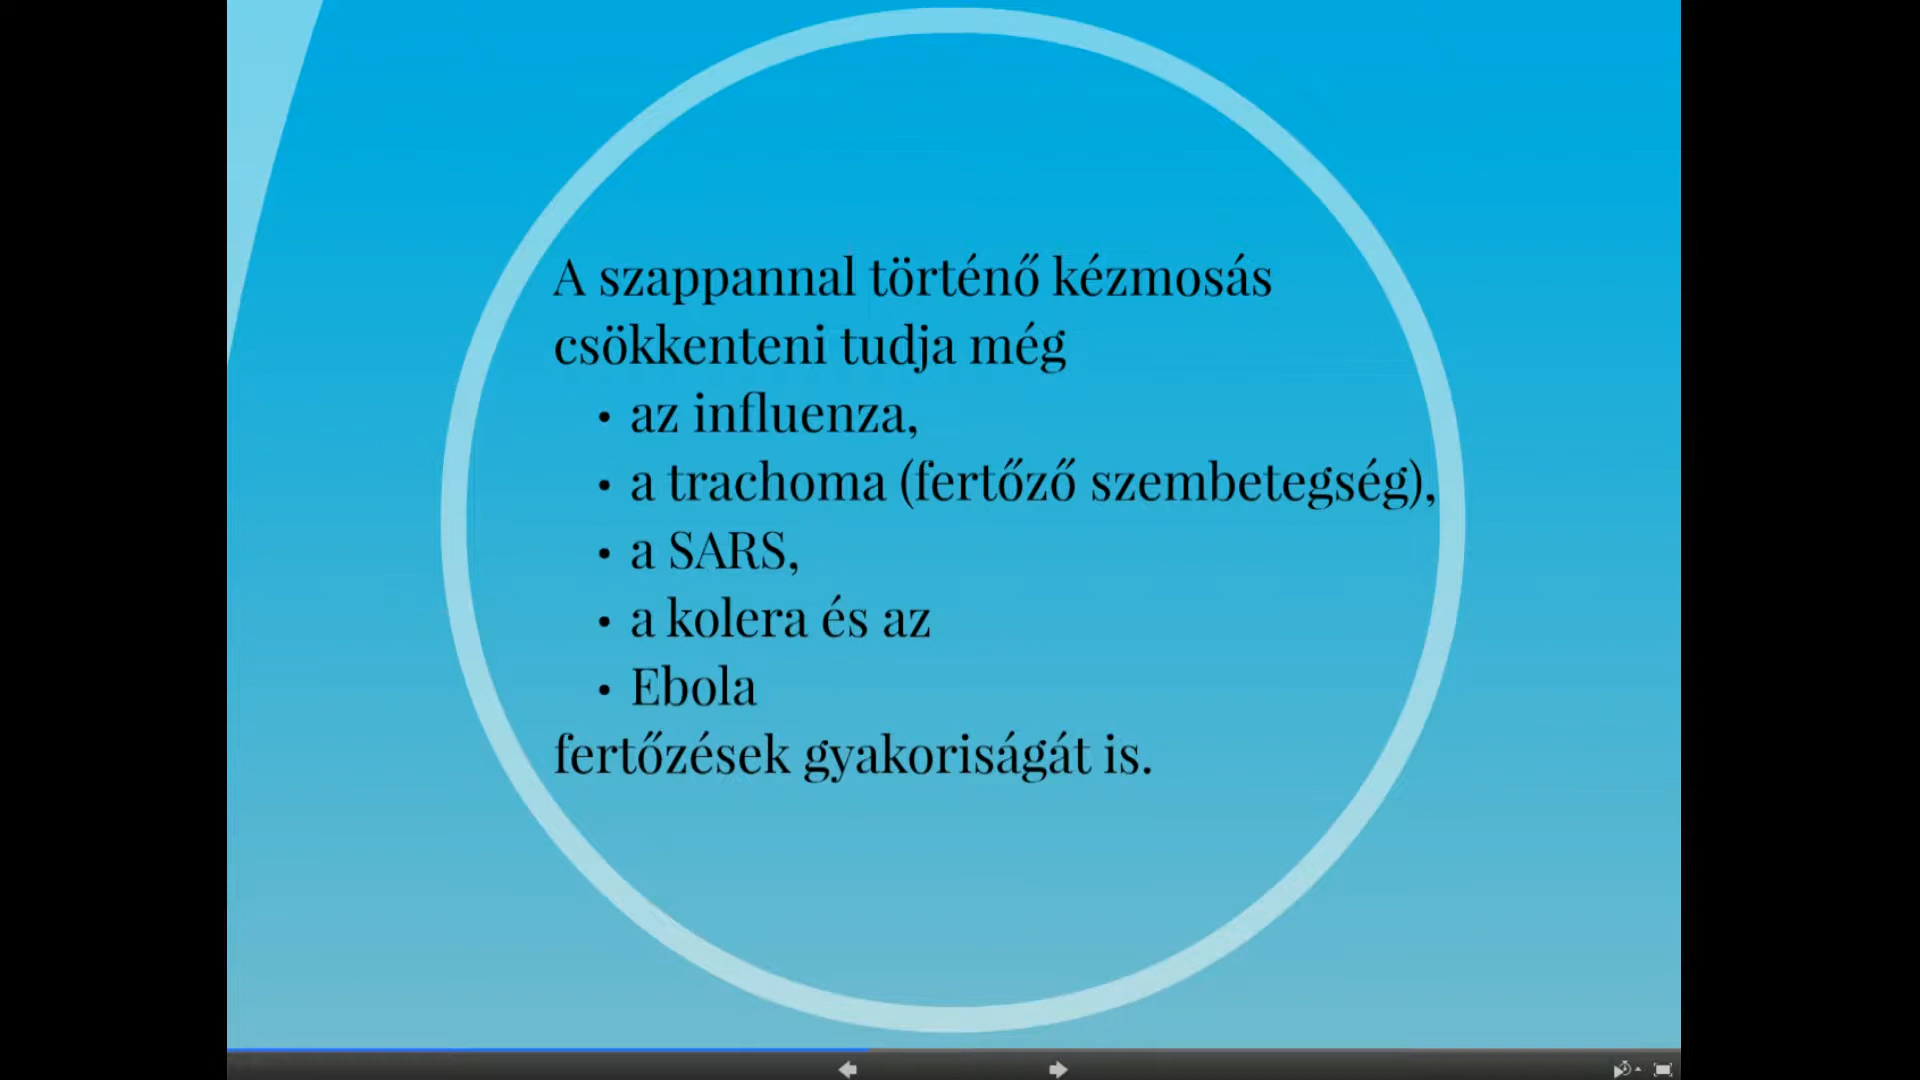 A szappannal történő kézmosás
csökkenteni tudja még
• az influenza,
• a trachoma (fertőző szembetegség),
• a SARS,
• a kolera és az
• Ebola
fertőzések gyakoriságát is.